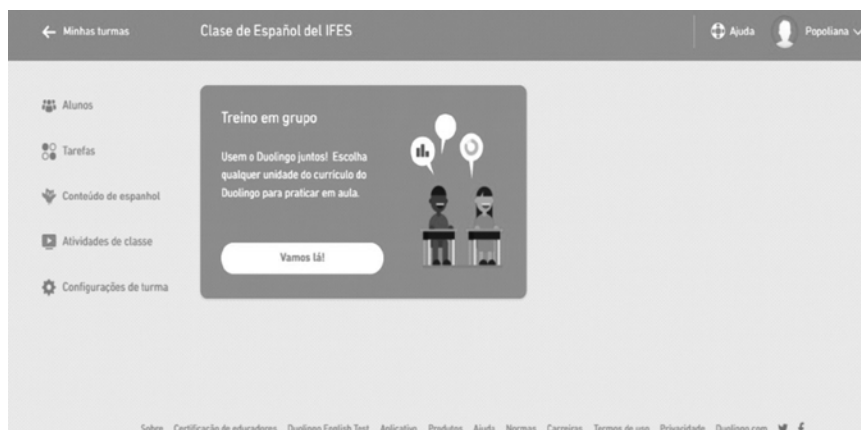 Minhas turmas
Clase de Español del IFES
Ajuda
Popoliana
Alunos
Tarefas
Conteúdo de espanhol
Atividades de classe
Configurações de turma
Treino em grupo
Usem o Duolingo juntos! Escolha
qualquer unidade do currículo do
Duolingo para praticar em aula.
Vamos lá!
Sobre Certificação de educadores Duolingo English Test Aplicativo Produtos Ajuda Normas Carreiras Termos de uso Privacidade Duolingo.com